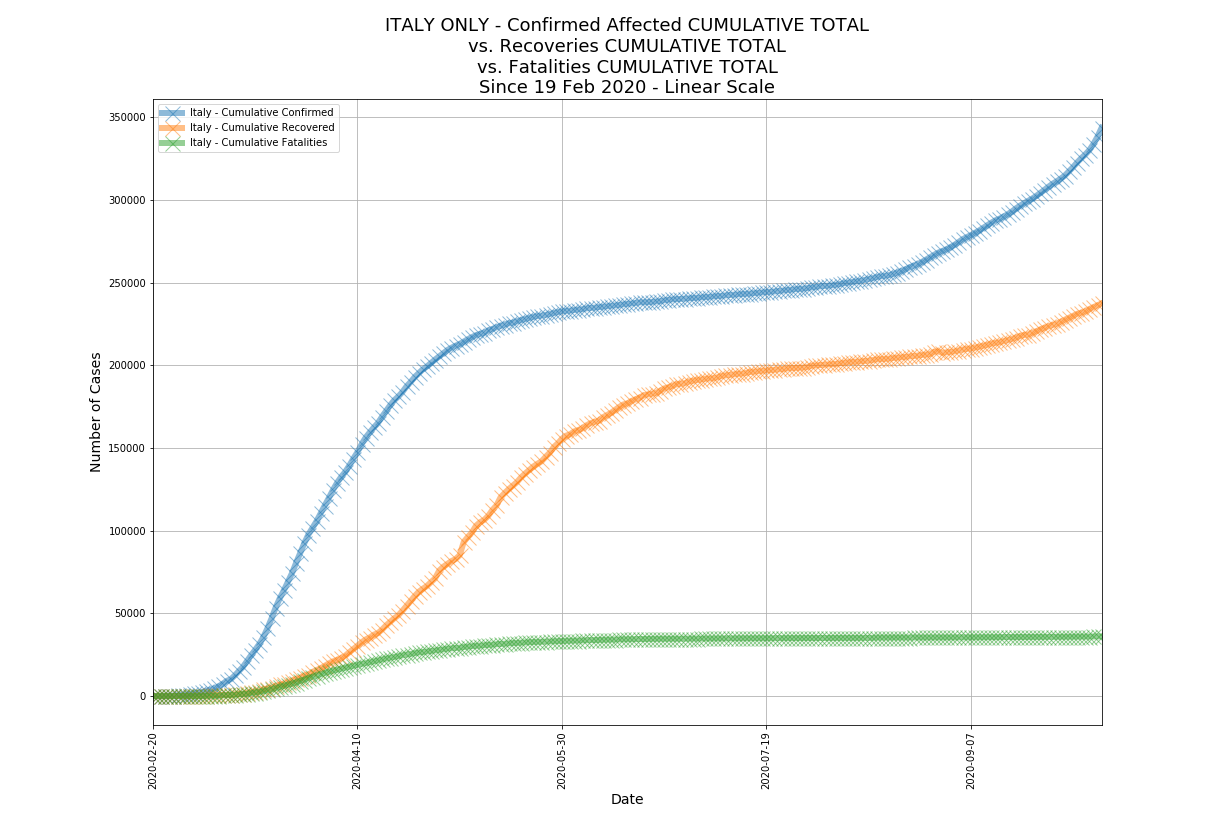 ITALY ONLY - Confirmed Affected CUMULATIVE TOTAL
vs. Recoveries CUMULATIVE TOTAL
vs. Fatalities CUMULATIVE TOTAL
Since 19 Feb 2020 - Linear Scale
Italy - Cumulative Confirmed
Italy - Cumulative Recovered
Italy - Cumulative Fatalities
Number of Cases
350000
300000
250000
200000
150000
100000
50000
0
2020-02-20
2020-04-10
2020-05-30
2020-07-19
2020-09-07
Date